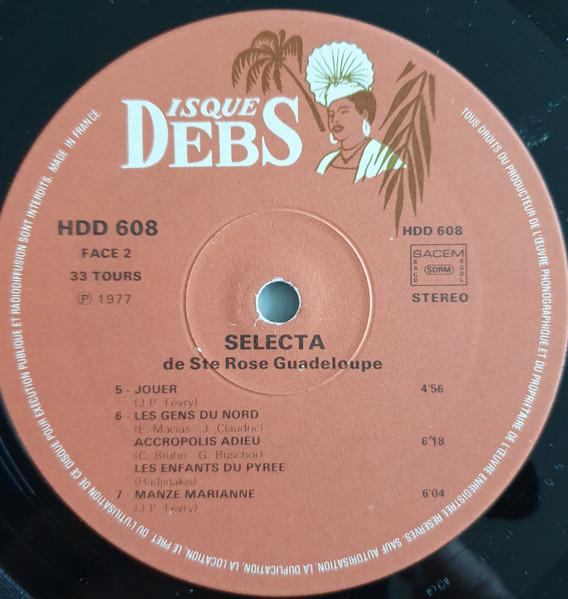 DISQUE
DEBS
HDD 608
FACE 2
33 TOURS
Ⓟ 1977
HDD 608
SACEM
SACD SDRM SGDL
STEREO
SELECTA
de Ste Rose Guadeloupe
5 - JOUER 4'56
(J.P. Févry)
6 - LES GENS DU NORD
(E. Macias - J. Claudric)
ACCROPOLIS ADIEU 6'18
(C. Bruhn - G. Buschor)
LES ENFANTS DU PYREE
(Hadjidakis)
7 - MANZE MARIANNE 6'04
(J.P. Févry)
TOUS DROITS DU PRODUCTEUR DE L'ŒUVRE PHONOGRAPHIQUE ET DU PROPRIETAIRE DE L'ŒUVRE ENREGISTREE RESERVES. SAUF AUTORISATION, LA DUPLICATION, LA LOCATION, LE PRET OU L'UTILISATION DE CE DISQUE POUR EXECUTION PUBLIQUE ET RADIODIFFUSION SONT INTERDITS. MADE IN FRANCE.